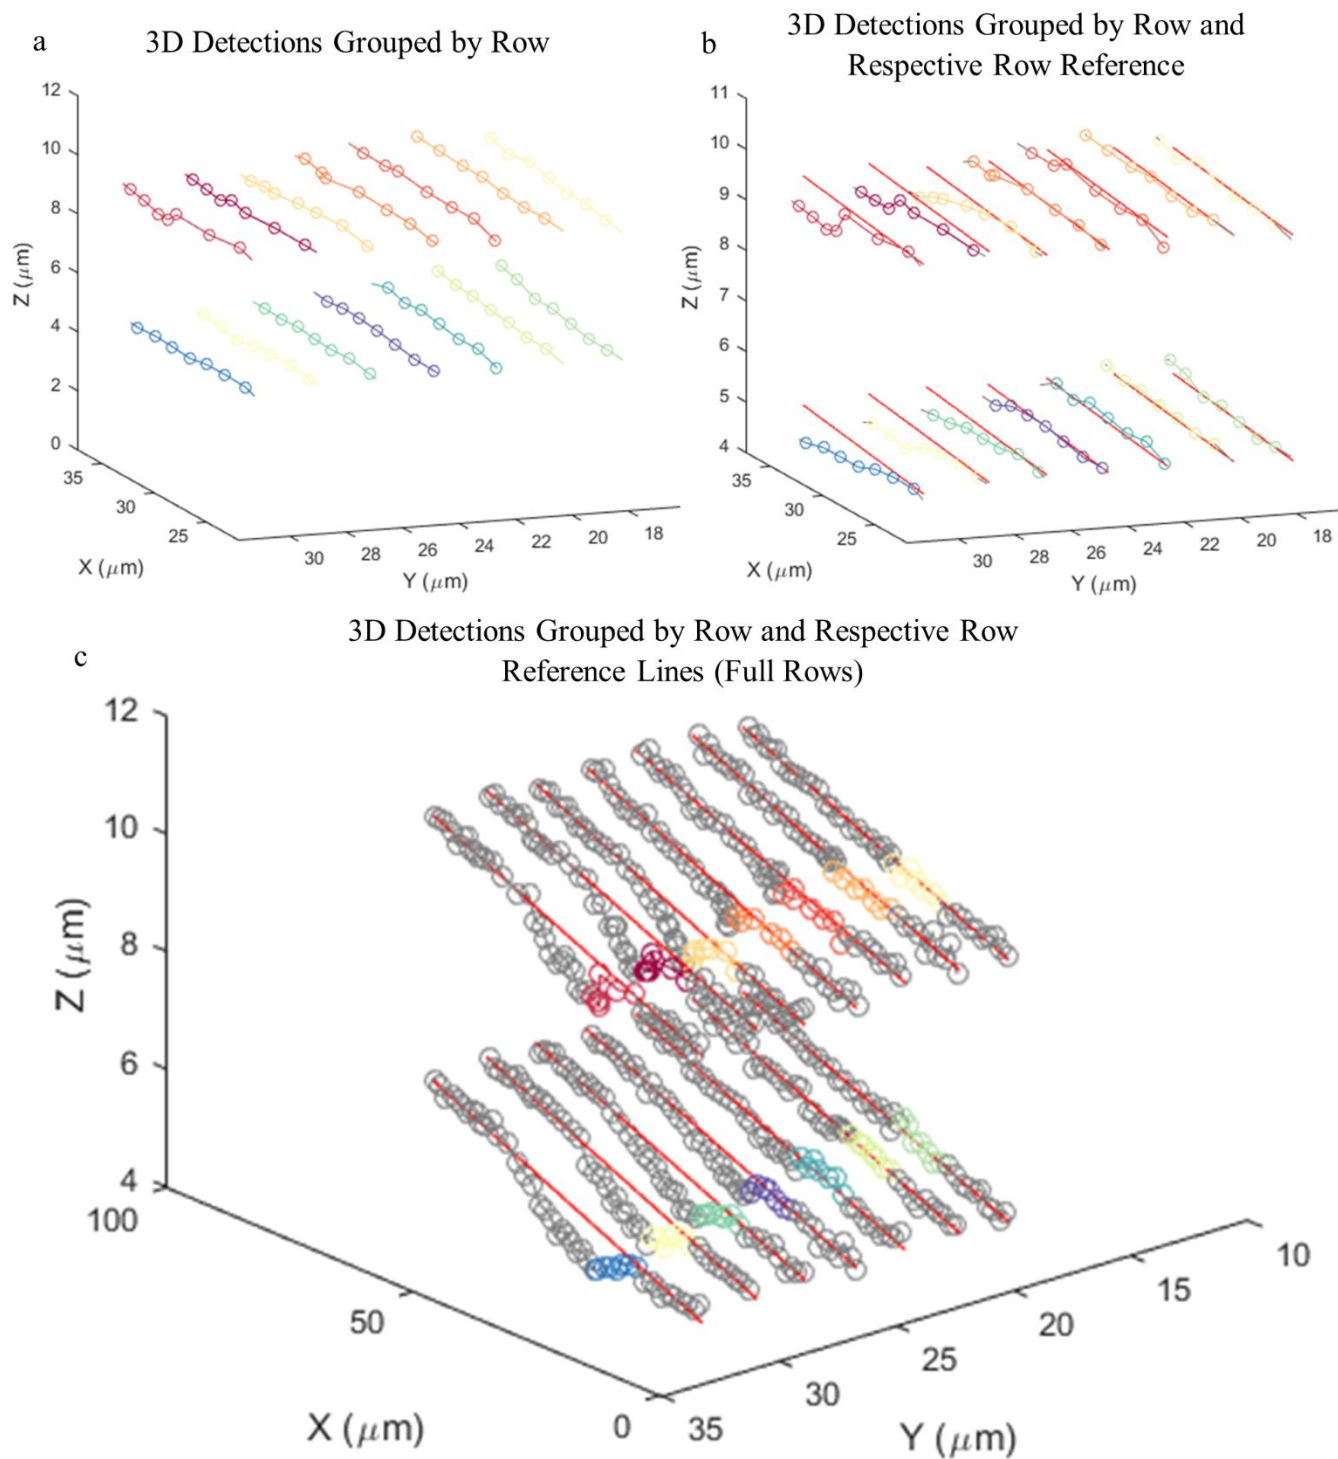 a
3D Detections Grouped by Row
12
10
8
6
4
2
0
Z (μm)
35
30
25
X (μm)
30
28
26
24
22
20
18
Y (μm)
b
3D Detections Grouped by Row and
Respective Row Reference
11
10
9
8
7
6
5
4
Z (μm)
35
30
25
X (μm)
30
28
26
24
22
20
18
Y (μm)
c
3D Detections Grouped by Row and Respective Row
Reference Lines (Full Rows)
12
10
8
6
4
Z (μm)
100
50
0
X (μm)
35
30
25
20
15
10
Y (μm)